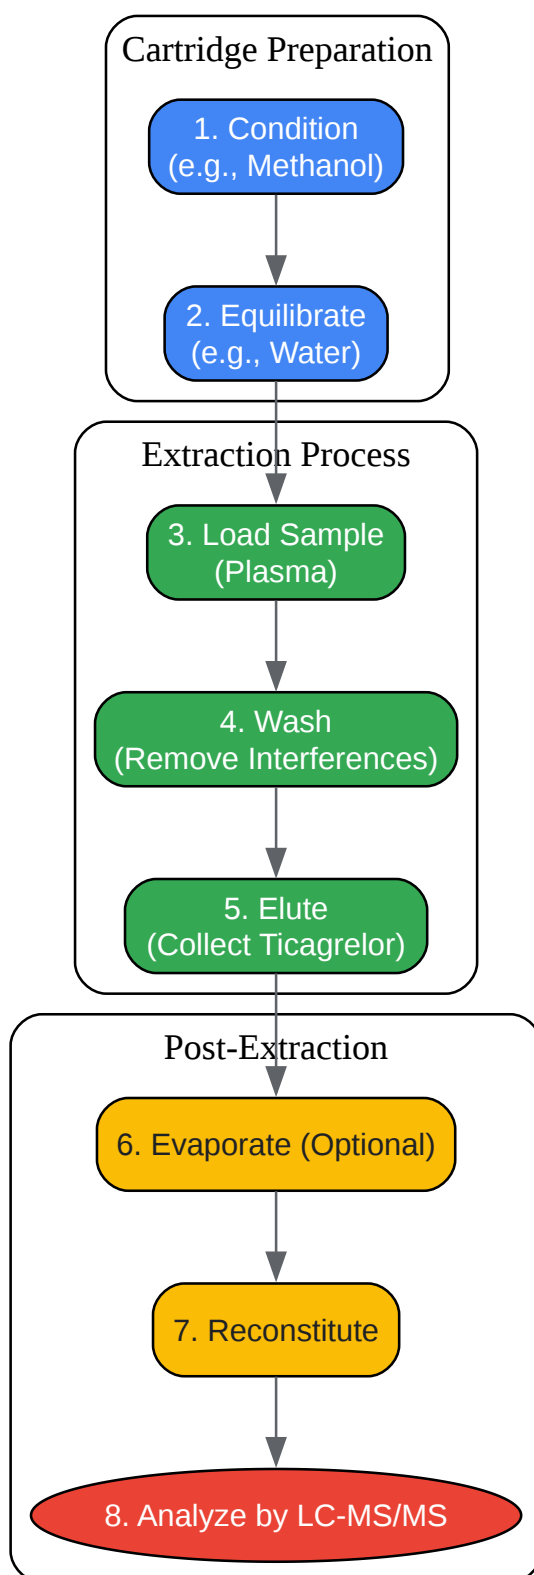 Cartridge Preparation
1. Condition
(e.g., Methanol)
2. Equilibrate
(e.g., Water)
Extraction Process
3. Load Sample
(Plasma)
4. Wash
(Remove Interferences)
5. Elute
(Collect Ticagrelor)
Post-Extraction
6. Evaporate (Optional)
7. Reconstitute
8. Analyze by LC-MS/MS